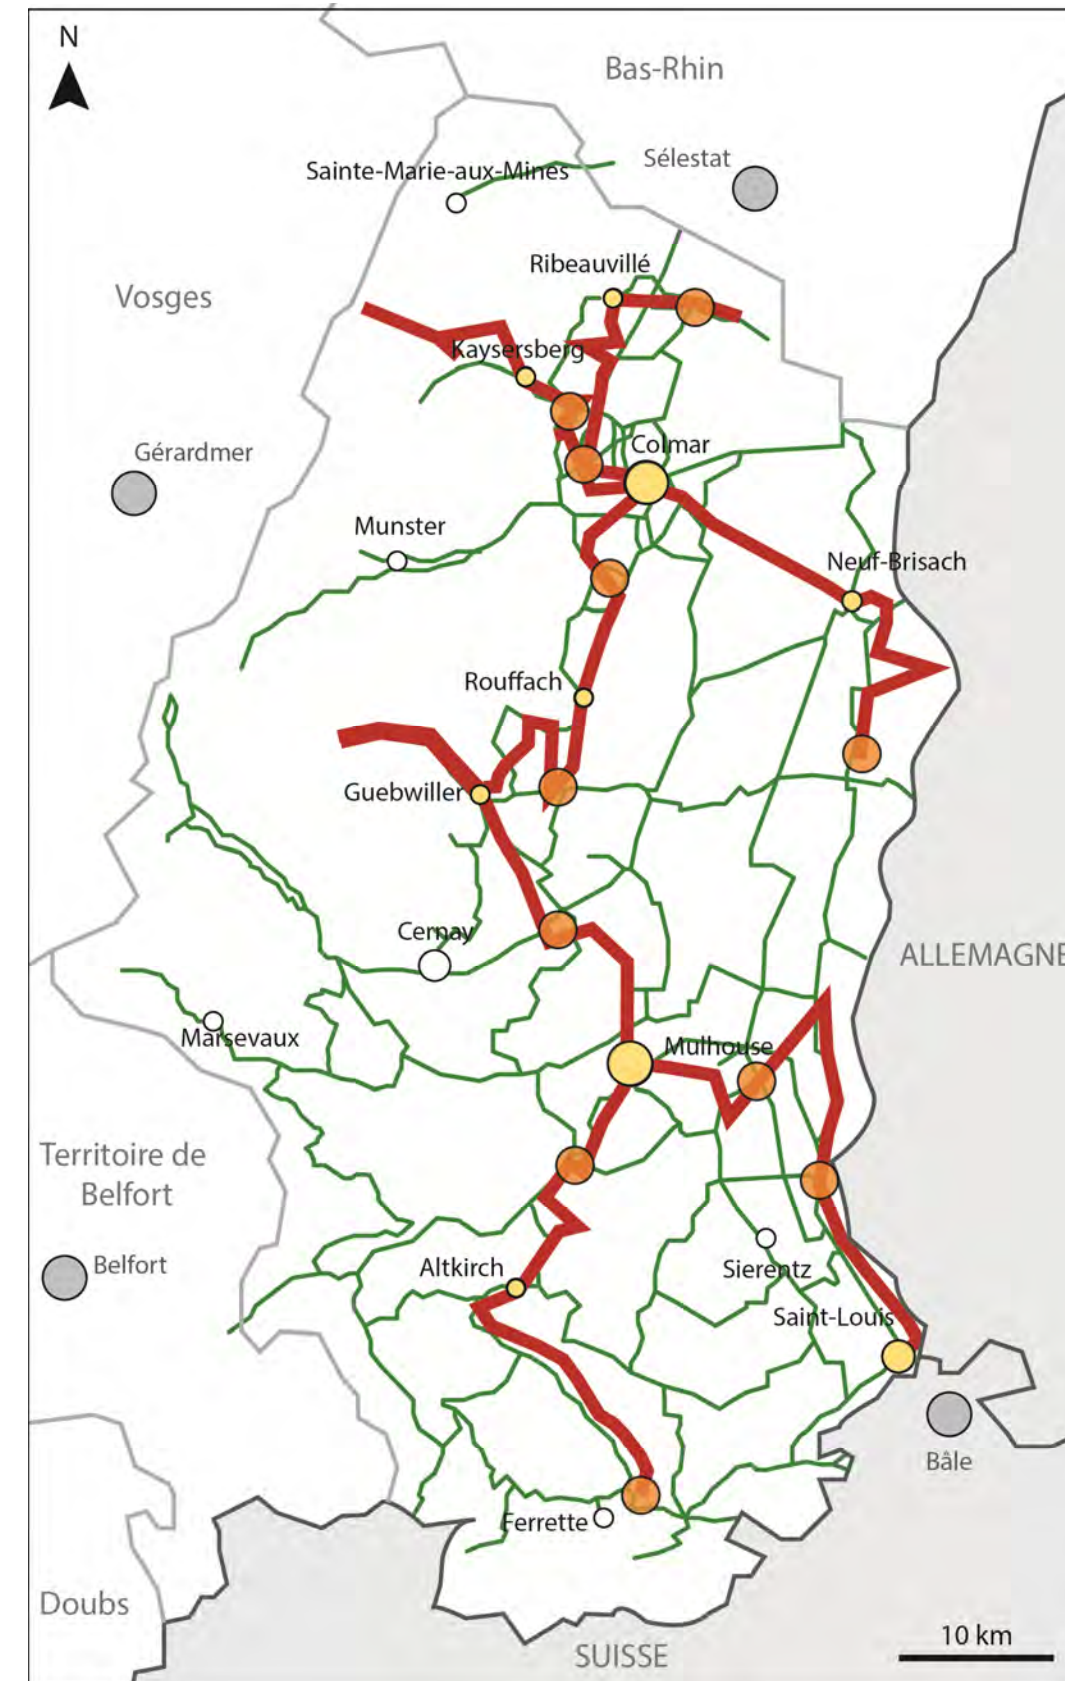 N
Bas-Rhin
Sélestat
Sainte-Marie-aux-Mines
Ribeauvillé
Vosges
Kaysersberg
Colmar
Gérardmer
Munster
Neuf-Brisach
Rouffach
Guebwiller
Cernay
ALLEMAGNE
Marsevaux
Mulhouse
Territoire de
Belfort
Belfort
Altkirch
Sierentz
Saint-Louis
Bâle
Ferrette
Doubs
10 km
SUISSE